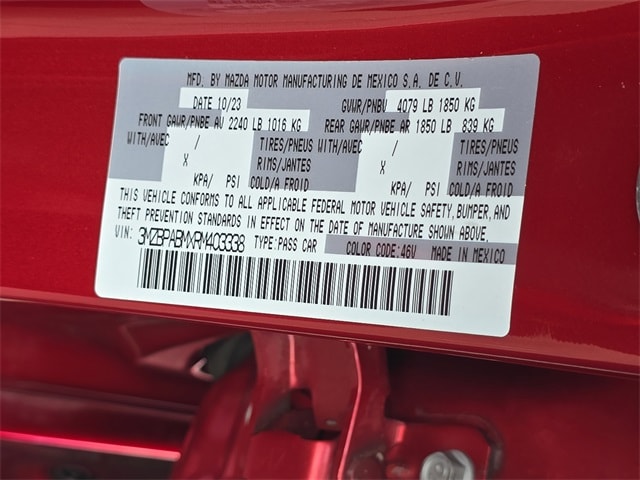 MFD. BY MAZDA MOTOR MANUFACTURING DE MEXICO S.A. DE C.V.
DATE 10/23 GVWR/PNBV 4079 LB 1850 KG
FRONT GAWR/PNBE AV 2240 LB 1016 KG REAR GAWR/PNBE AR 1850 LB 839 KG
WITH/AVEC / TIRES/PNEUS WITH/AVEC / TIRES/PNEUS
X RIMS/JANTES X RIMS/JANTES
KPA/ PSI COLD/A FROID KPA/ PSI COLD/A FROID
THIS VEHICLE CONFORMS TO ALL APPLICABLE FEDERAL MOTOR VEHICLE SAFETY, BUMPER, AND
THEFT PREVENTION STANDARDS IN EFFECT ON THE DATE OF MANUFACTURE SHOWN ABOVE.
VIN: 3MZBPABMXRM403338 TYPE: PASS CAR COLOR CODE: 46V MADE IN MEXICO